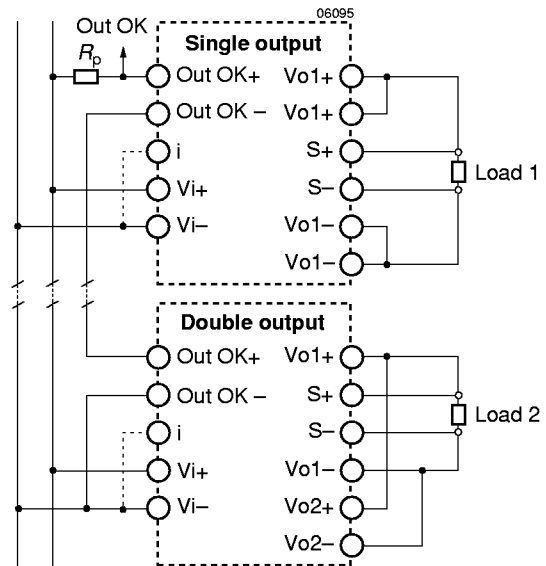 06095
Out OK
Single output
Rp
Out OK+ Vo1+
Out OK – Vo1+
i S+
Load 1
Vi+ S–
Vi– Vo1–
Vo1–
Double output
Out OK+ Vo1+
Out OK – S+
Load 2
i S–
Vi+ Vo1–
Vi– Vo2+
Vo2–